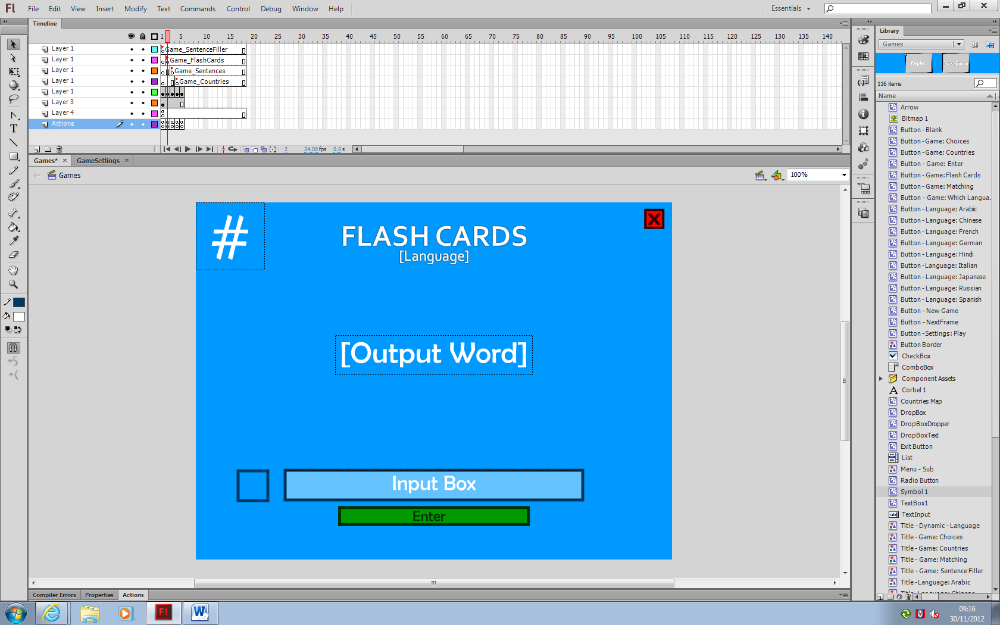 Fl File Edit View Insert Modify Text Commands Control Debug Window Help Essentials
Timeline
1 5 10 15 20 25 30 35 40 45 50 55 60 65 70 75 80 85 90 95 100 105 110 115 120 125 130 135 140
Layer 1 Game_SentenceFiller
Layer 1 Game_FlashCards
Layer 1 Game_Sentences
Layer 1 Game_Countries
Layer 1
Layer 3
Layer 4
Actions
2 24.00 fps 0.0 s
Games* GameSettings
Games 100%
#
FLASH CARDS
[Language]
[Output Word]
Input Box
Enter
Compiler Errors Properties Actions
Library
Games
Replay New Game
116 items
Name
Arrow
Bitmap 1
Button - Blank
Button - Game: Choices
Button - Game: Countries
Button - Game: Enter
Button - Game: Flash Cards
Button - Game: Matching
Button - Game: Which Langua..
Button - Language: Arabic
Button - Language: Chinese
Button - Language: French
Button - Language: German
Button - Language: Hindi
Button - Language: Italian
Button - Language: Japanese
Button - Language: Russian
Button - Language: Spanish
Button - New Game
Button - NextFrame
Button - Settings: Play
Button Border
CheckBox
ComboBox
Component Assets
Corbel 1
Countries Map
DropBox
DropBoxDropper
DropBoxText
Exit Button
List
Menu - Sub
Radio Button
Symbol 1
TextBox1
TextInput
Title - Dynamic - Language
Title - Game: Choices
Title - Game: Countries
Title - Game: Matching
Title - Game: Sentence Filler
Title - Language: Arabic
Title - Language: Chinese
Fl
W
09:16
30/11/2012